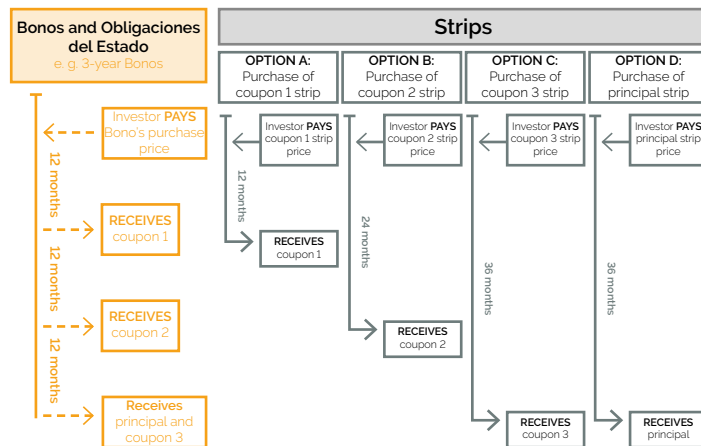 Bonos and Obligaciones
del Estado
e. g. 3-year Bonos
Strips
OPTION A:
Purchase of
coupon 1 strip
OPTION B:
Purchase of
coupon 2 strip
OPTION C:
Purchase of
coupon 3 strip
OPTION D:
Purchase of
principal strip
Investor PAYS
Bono's purchase
price
Investor PAYS
coupon 1 strip
price
Investor PAYS
coupon 2 strip
price
Investor PAYS
coupon 3 strip
price
Investor PAYS
principal strip
price
12 months
12 months
RECEIVES
coupon 1
RECEIVES
coupon 1
24 months
36 months
36 months
12 months
RECEIVES
coupon 2
RECEIVES
coupon 2
12 months
Receives
principal and
coupon 3
RECEIVES
coupon 3
RECEIVES
principal